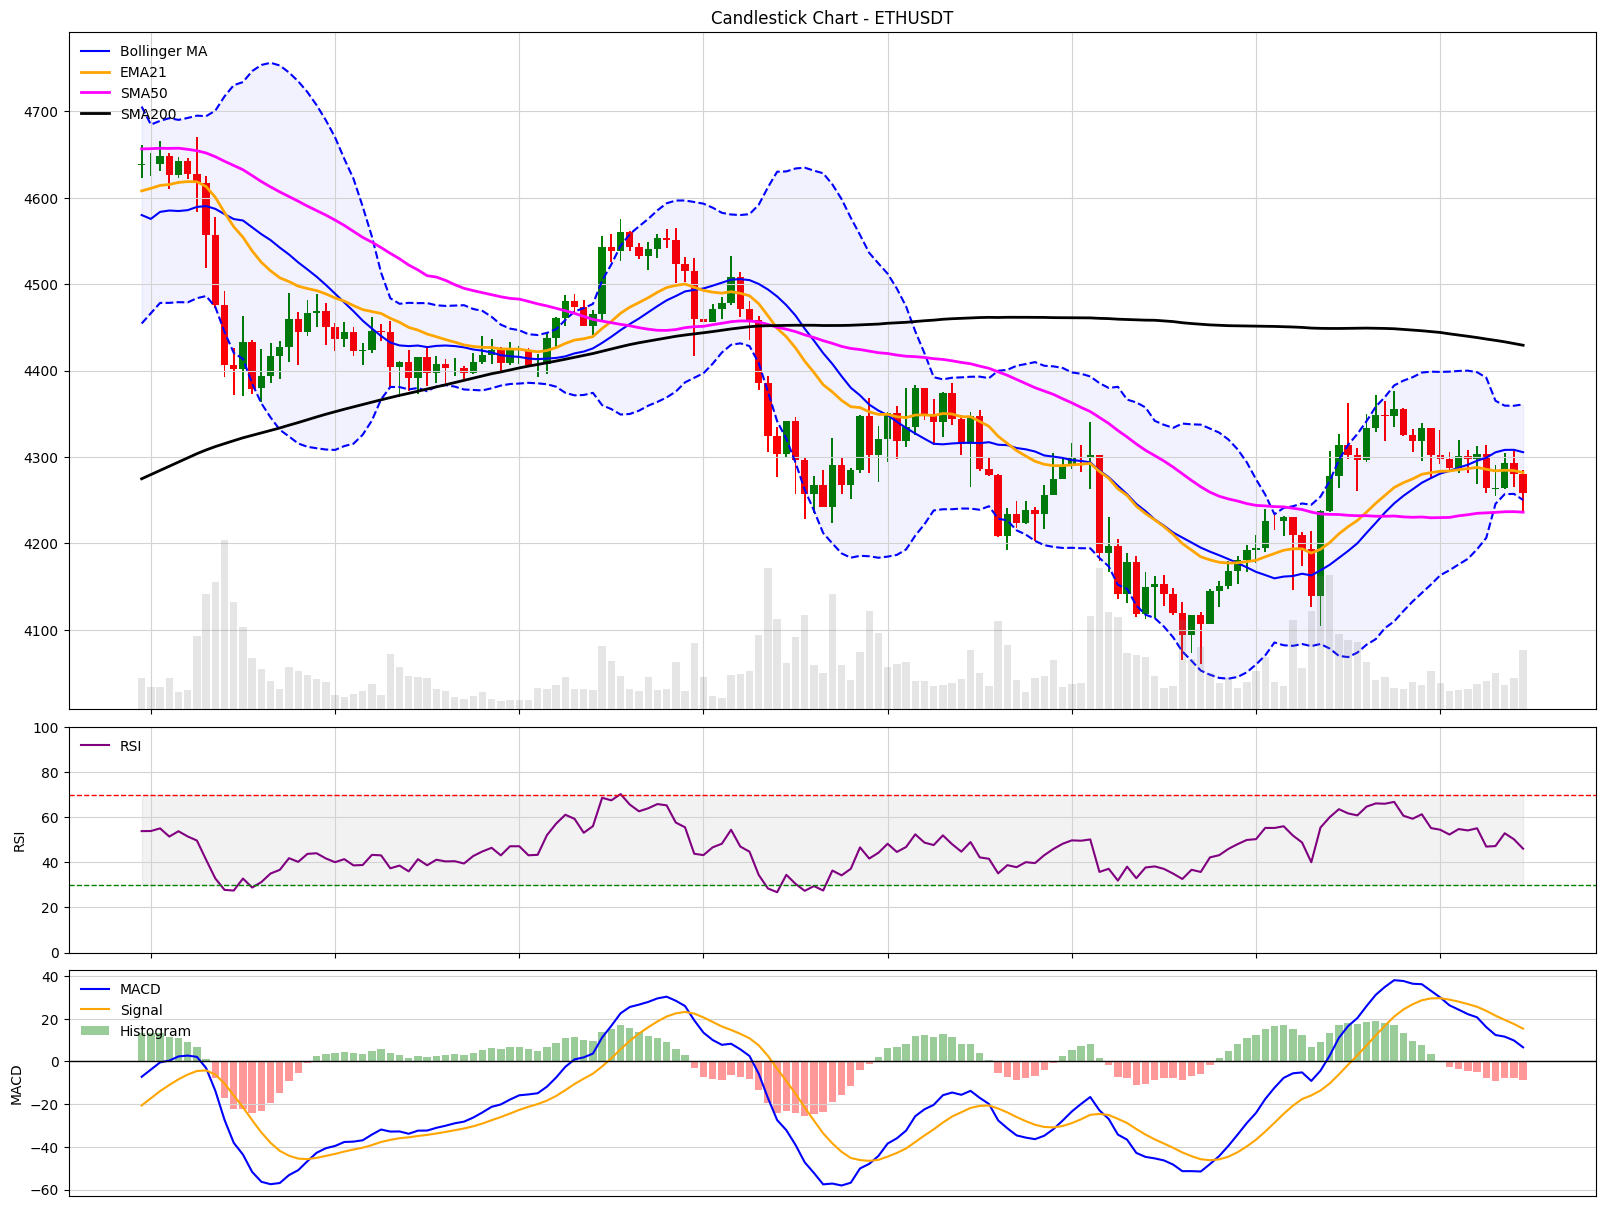 Candlestick Chart - ETHUSDT
Bollinger MA
EMA21
SMA50
SMA200
4700
4600
4500
4400
4300
4200
4100
RSI
100
80
60
40
20
0
RSI
MACD
Signal
Histogram
40
20
0
−20
−40
−60
MACD